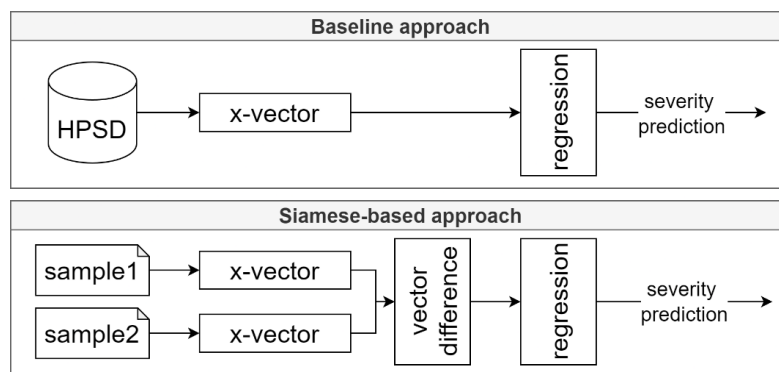 Baseline approach
HPSD
x-vector
regression
severity
prediction
Siamese-based approach
sample1
x-vector
sample2
x-vector
vector
difference
regression
severity
prediction